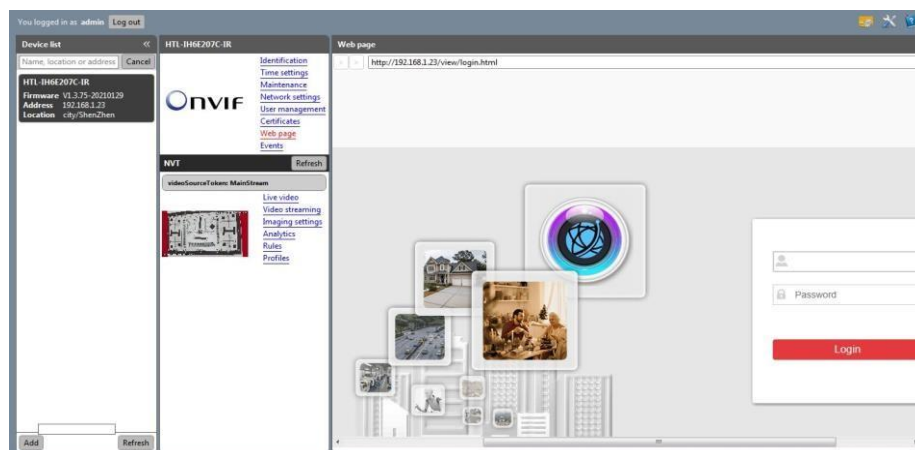 You logged in as admin Log out
Device list «
Name, location or address Cancel
HTL-IH6E207C-IR
Firmware V1.3.75-20210129
Address 192.168.1.23
Location city/ShenZhen
Add Refresh
HTL-IH6E207C-IR
ONVIF
Identification
Time settings
Maintenance
Network settings
User management
Certificates
Web page
Events
NVT Refresh
videoSourceToken: MainStream
Live video
Video streaming
Imaging settings
Analytics
Rules
Profiles
Web page
http://192.168.1.23/view/login.html
Password
Login